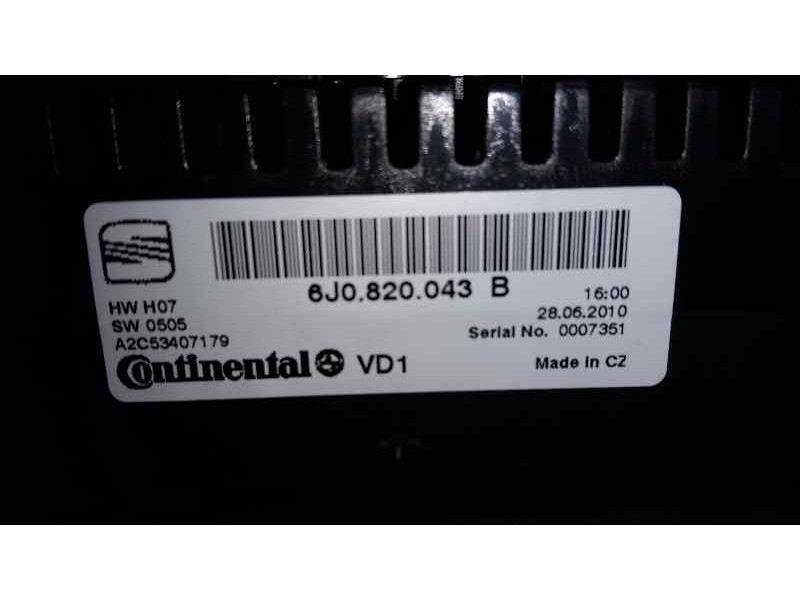 6J0.820.043 B
16:00
HW H07
28.06.2010
SW 0505
Serial No. 0007351
A2C53407179
Continental VD1
Made in CZ